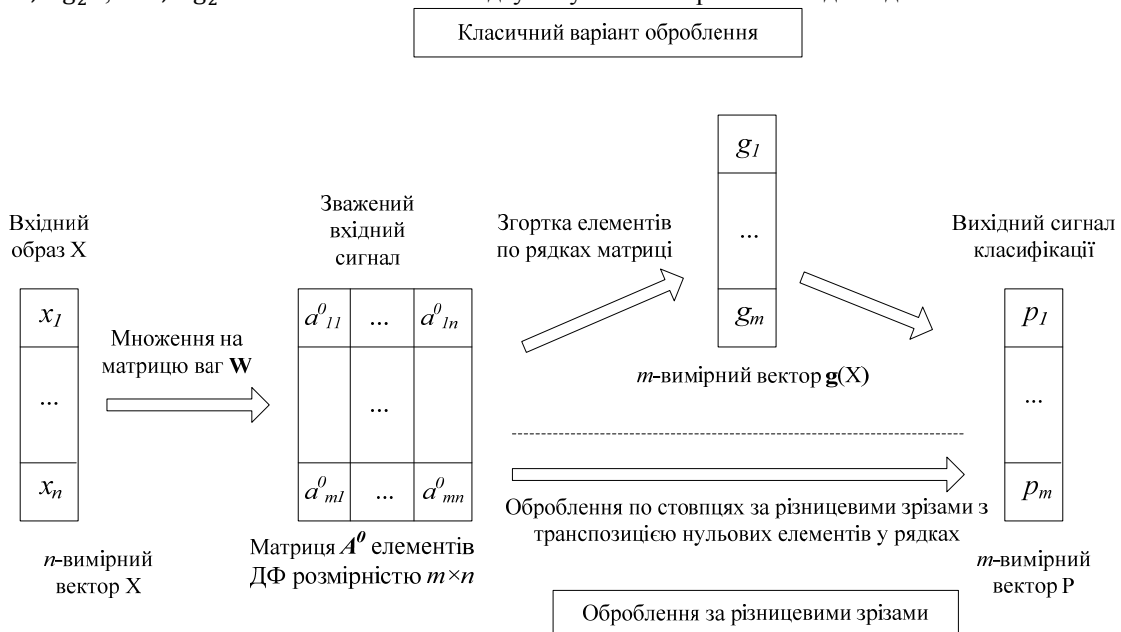 Класичний варіант оброблення
g1
...
gm
m-вимірний вектор g(X)
Вхідний
образ X
x1
...
xn
n-вимірний
вектор X
Множення на
матрицю ваг W
Зважений
вхідний
сигнал
a⁰11 ... a⁰1n
...
a⁰m1 ... a⁰mn
Матриця A⁰ елементів
ДФ розмірністю m×n
Згортка елементів
по рядках матриці
Вихідний сигнал
класифікації
p1
...
pm
m-вимірний
вектор P
Оброблення по стовпцях за різницевими зрізами з
транспозицією нульових елементів у рядках
Оброблення за різницевими зрізами